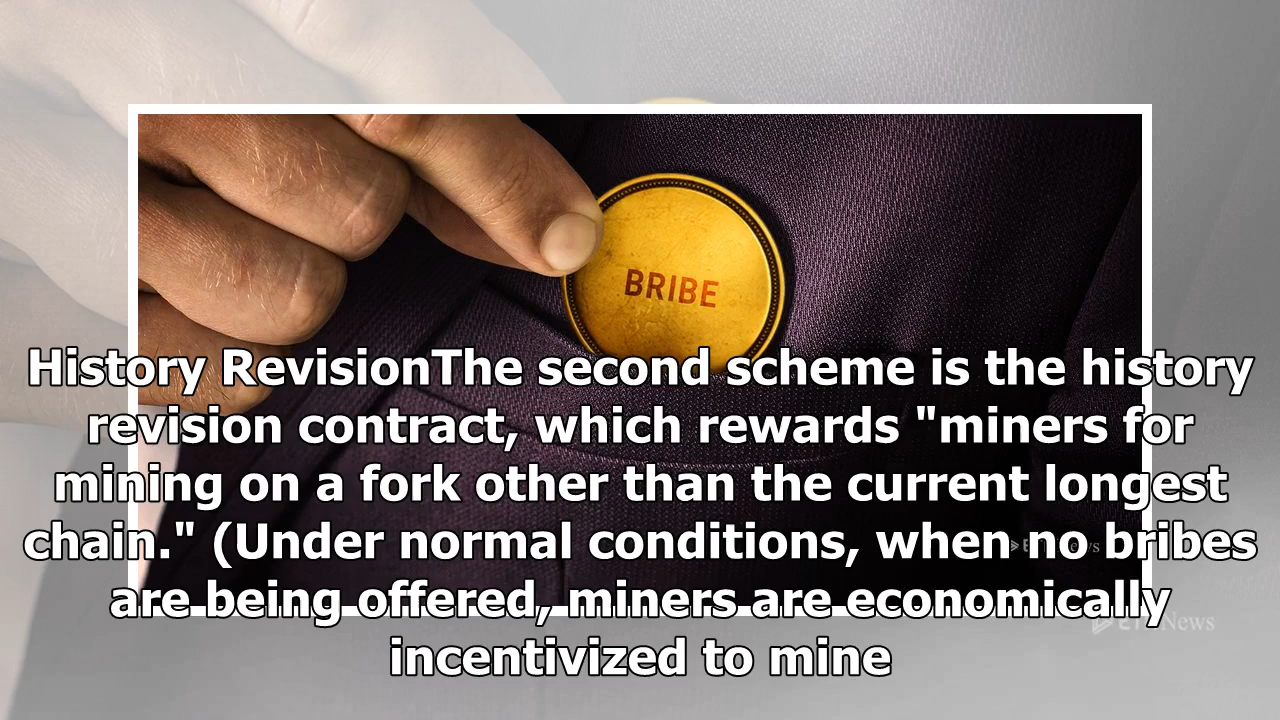 BRIBE
History RevisionThe second scheme is the history
revision contract, which rewards "miners for
mining on a fork other than the current longest
chain." (Under normal conditions, when no bribes
are being offered, miners are economically
incentivized to mine
News